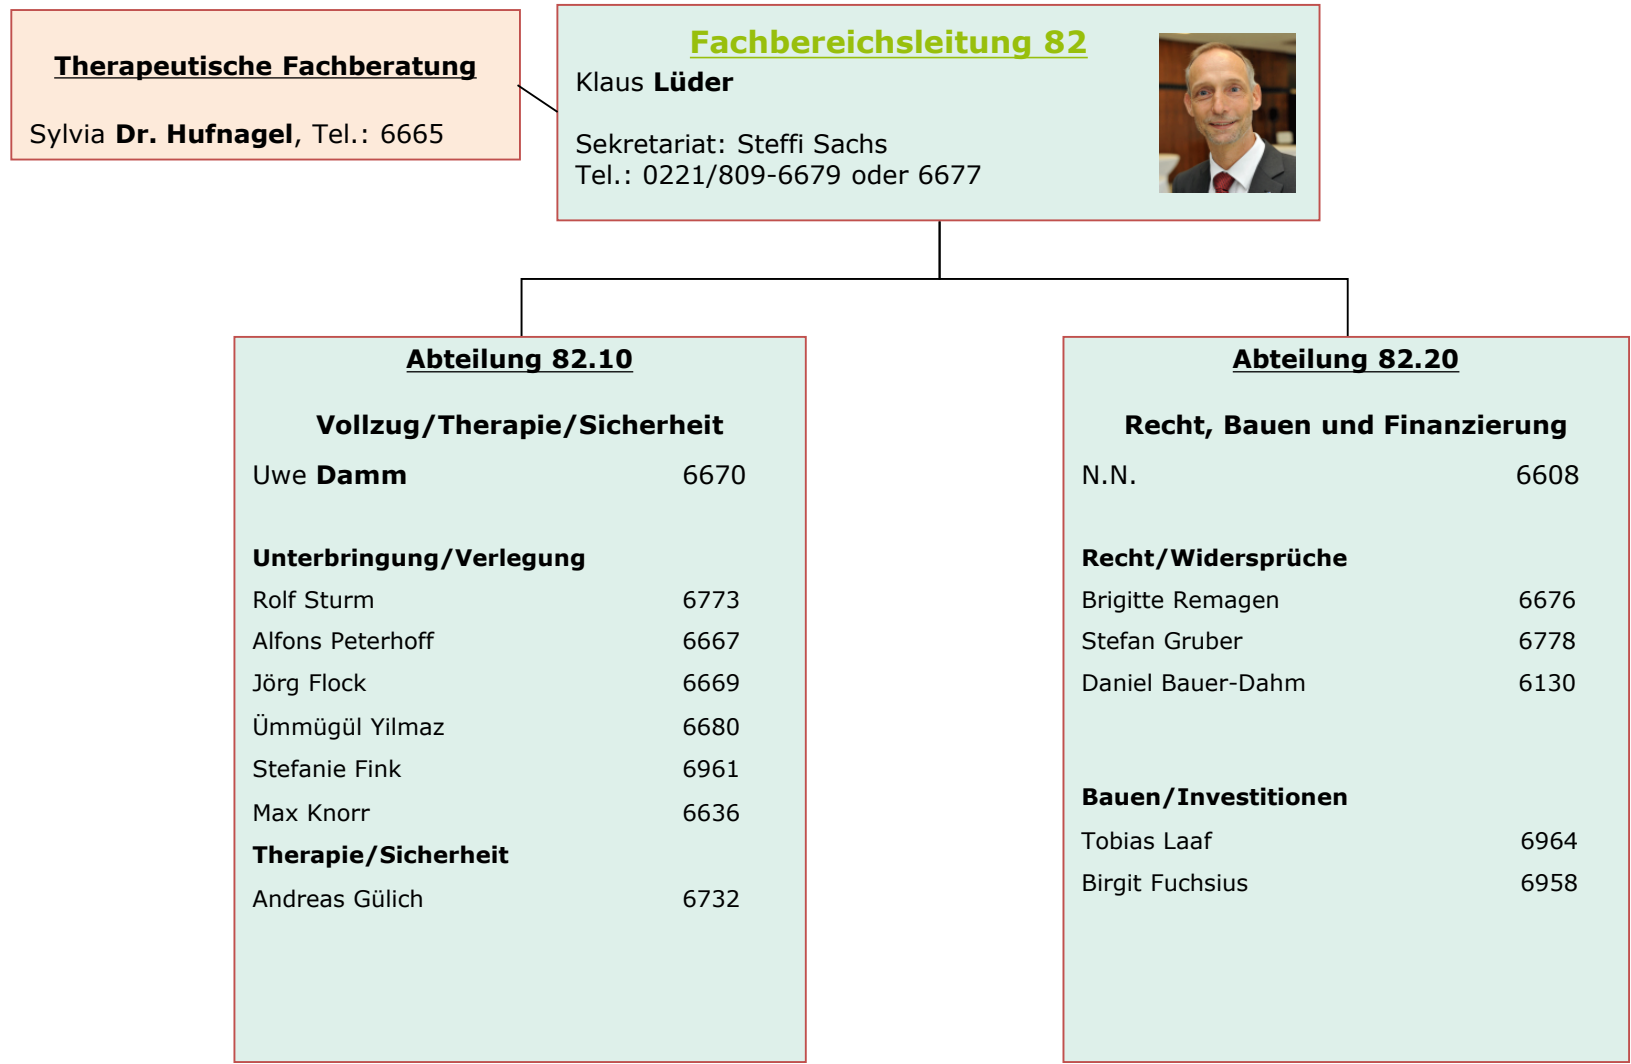 Therapeutische Fachberatung
Sylvia Dr. Hufnagel, Tel.: 6665
Fachbereichsleitung 82
Klaus Lüder
Sekretariat: Steffi Sachs
Tel.: 0221/809-6679 oder 6677
Abteilung 82.10
Vollzug/Therapie/Sicherheit
Uwe Damm 6670
Unterbringung/Verlegung
Rolf Sturm 6773
Alfons Peterhoff 6667
Jörg Flock 6669
Ümmügül Yilmaz 6680
Stefanie Fink 6961
Max Knorr 6636
Therapie/Sicherheit
Andreas Gülich 6732
Abteilung 82.20
Recht, Bauen und Finanzierung
N.N. 6608
Recht/Widersprüche
Brigitte Remagen 6676
Stefan Gruber 6778
Daniel Bauer-Dahm 6130
Bauen/Investitionen
Tobias Laaf 6964
Birgit Fuchsius 6958